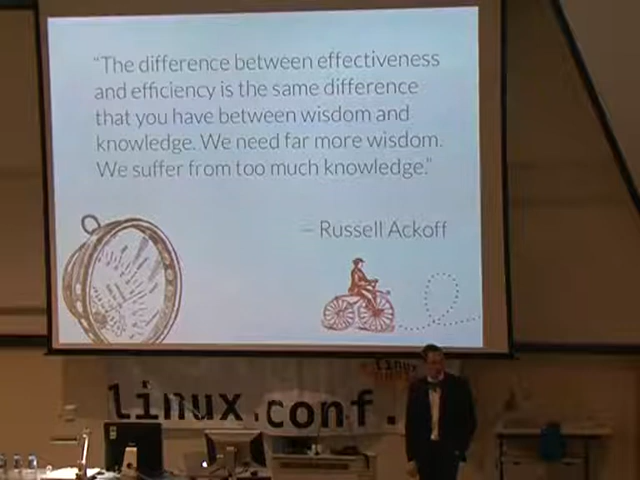 “The difference between effectiveness
and efficiency is the same difference
that you have between wisdom and
knowledge. We need far more wisdom.
We suffer from too much knowledge.”
– Russell Ackoff
linux
linux.conf.